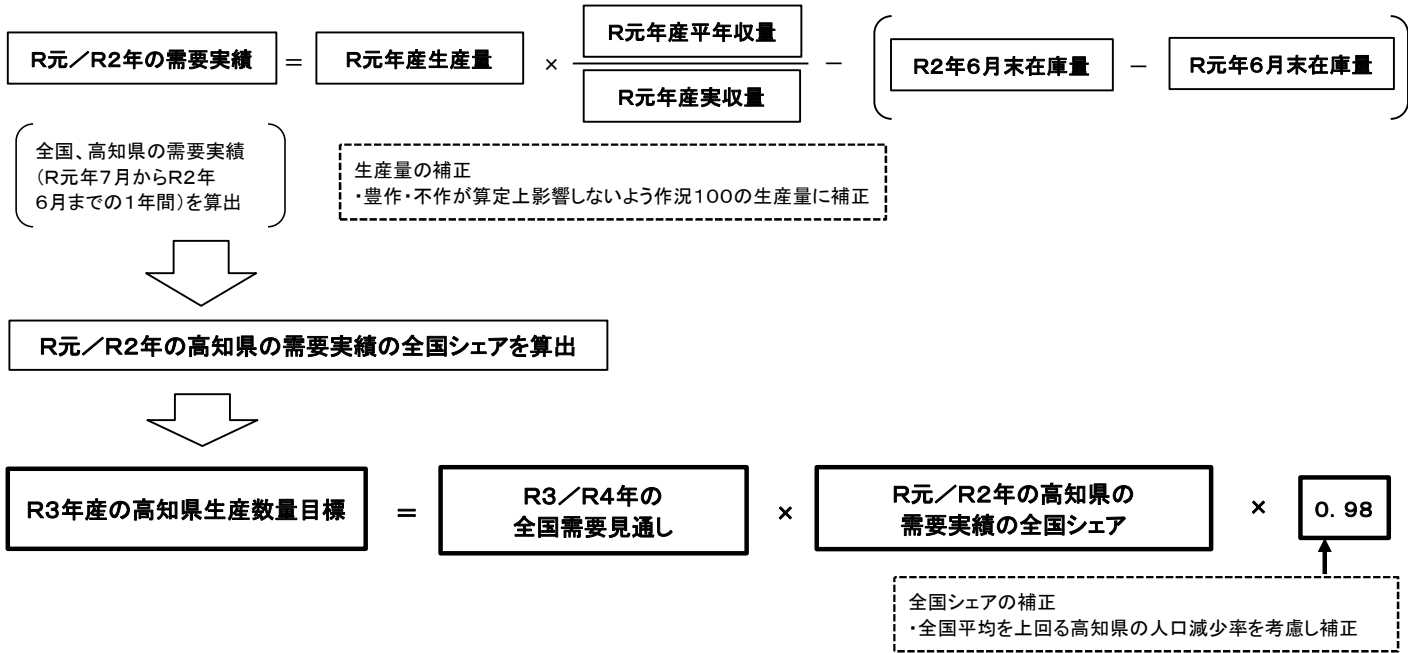 R元／R2年の需要実績 ＝ R元年産生産量 × R元年産平年収量 － R2年6月末在庫量 － R元年6月末在庫量
R元年産実収量
全国、高知県の需要実績
（R元年7月からR2年
6月までの1年間）を算出
生産量の補正
・豊作・不作が算定上影響しないよう作況100の生産量に補正
R元／R2年の高知県の需要実績の全国シェアを算出
R3年産の高知県生産数量目標 ＝ R3／R4年の
全国需要見通し × R元／R2年の高知県の
需要実績の全国シェア × 0．98
全国シェアの補正
・全国平均を上回る高知県の人口減少率を考慮し補正